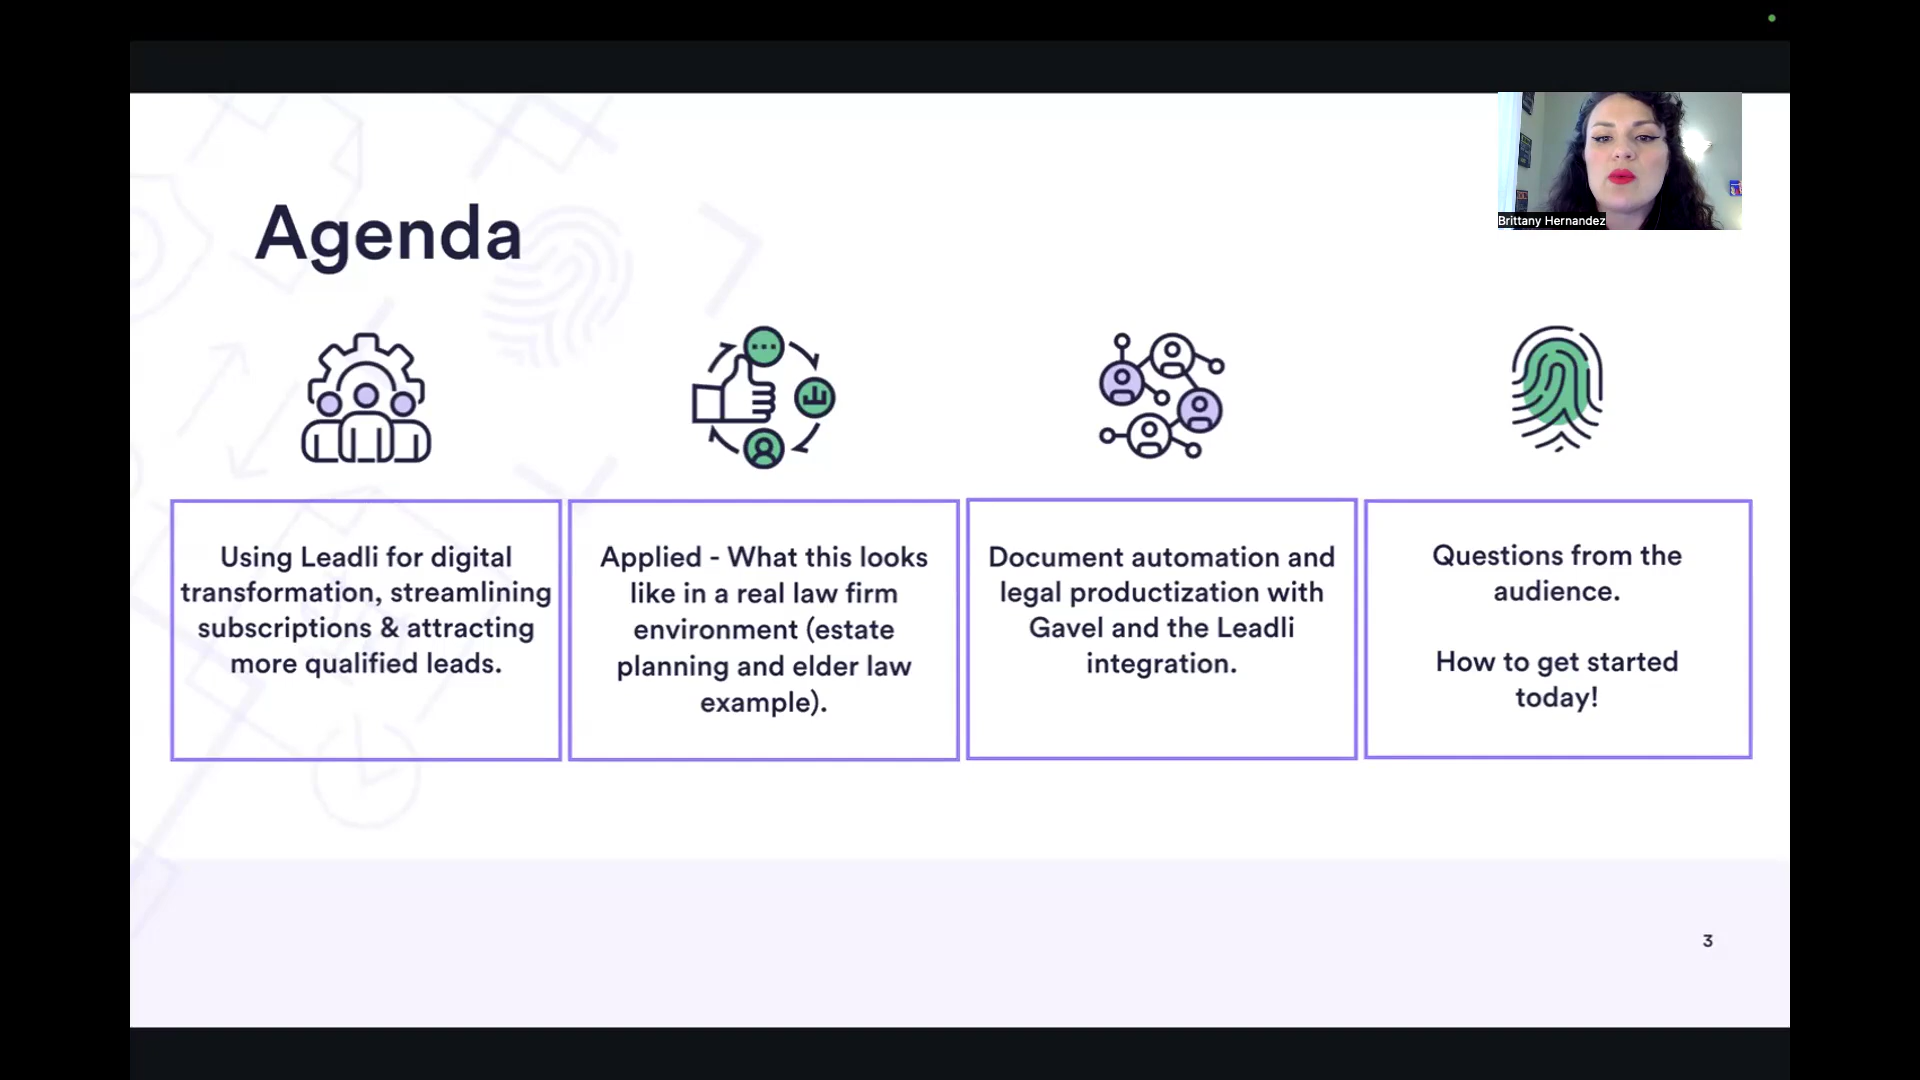 Brittany Hernandez
Agenda
Using Leadli for digital
transformation, streamlining
subscriptions & attracting
more qualified leads.
Applied - What this looks
like in a real law firm
environment (estate
planning and elder law
example).
Document automation and
legal productization with
Gavel and the Leadli
integration.
Questions from the
audience.
How to get started
today!
3